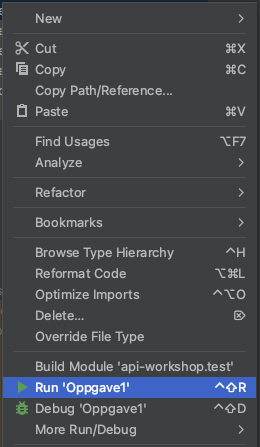 New
Cut ⌘X
Copy ⌘C
Copy Path/Reference...
Paste ⌘V
Find Usages ⌥F7
Analyze
Refactor
Bookmarks
Browse Type Hierarchy ^H
Reformat Code ⌥⌘L
Optimize Imports ^⌥O
Delete... ⌦
Override File Type
Build Module 'api-workshop.test'
Run 'Oppgave1' ^⇧R
Debug 'Oppgave1' ^⇧D
More Run/Debug